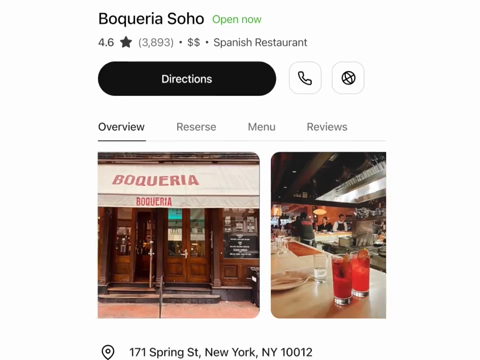 Boqueria Soho Open now
4.6 ★ (3,893) • $$ • Spanish Restaurant
Directions
Overview Reserse Menu Reviews
BOQUERIA
BOQUERIA
171 Spring St, New York, NY 10012